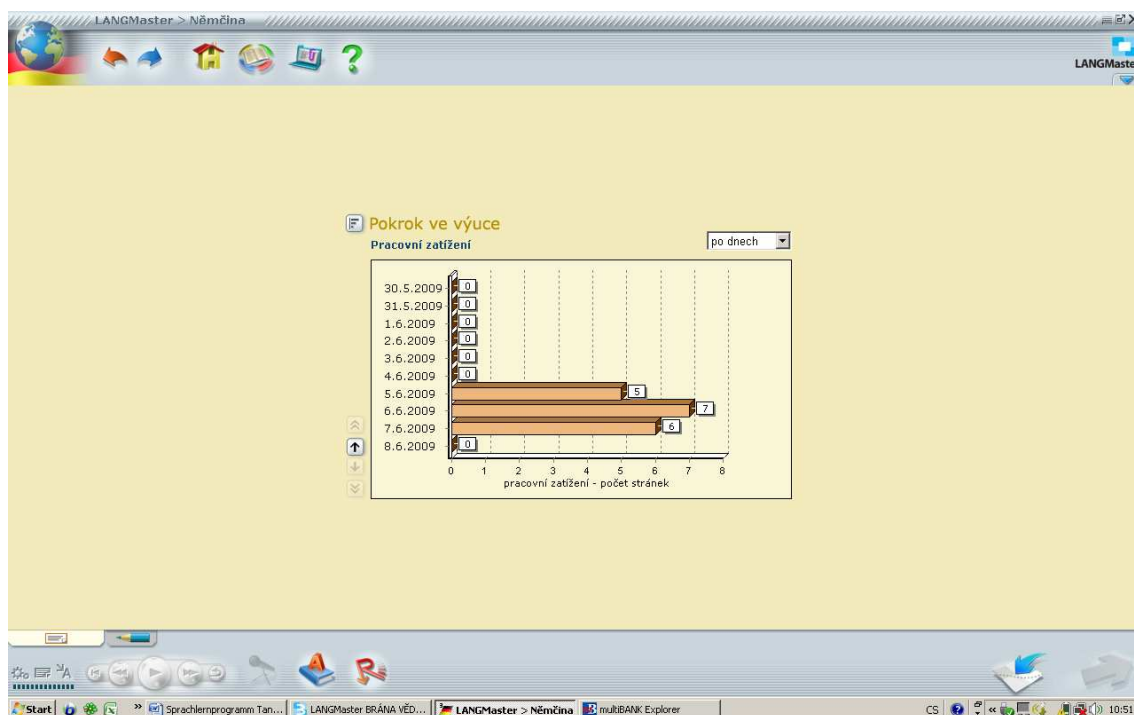 LANGMaster > Němčina
LANGMaste
Pokrok ve výuce
Pracovní zatížení
po dnech
30.5.2009 0
31.5.2009 0
1.6.2009 0
2.6.2009 0
3.6.2009 0
4.6.2009 0
5.6.2009 5
6.6.2009 7
7.6.2009 6
8.6.2009 0
0 1 2 3 4 5 6 7 8
pracovní zatížení - počet stránek
Start » Sprachlernprogramm Tan... LANGMaster BRÁNA VĚD... LANGMaster > Němčina multiBANK Explorer CS « 10:51